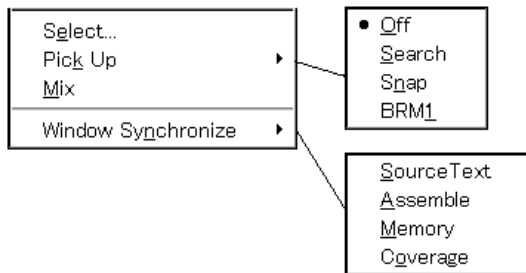 Select...
Pick Up
Mix
Window Synchronize
Off
Search
Snap
BRM1
SourceText
Assemble
Memory
Coverage